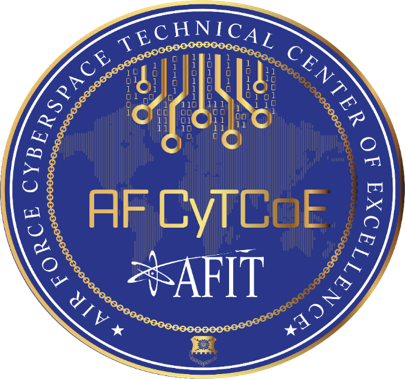 AIR FORCE CYBERSPACE TECHNICAL CENTER OF EXCELLENCE
AF CyTCoE
AFIT